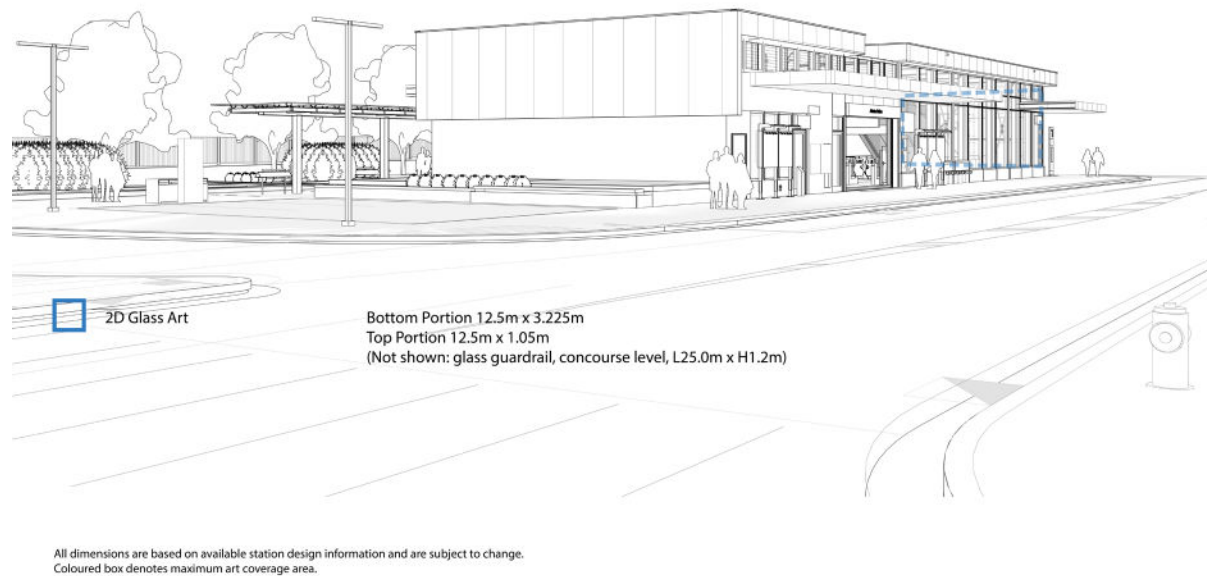 2D Glass Art
Bottom Portion 12.5m x 3.225m
Top Portion 12.5m x 1.05m
(Not shown: glass guardrail, concourse level, L25.0m x H1.2m)
All dimensions are based on available station design information and are subject to change.
Coloured box denotes maximum art coverage area.